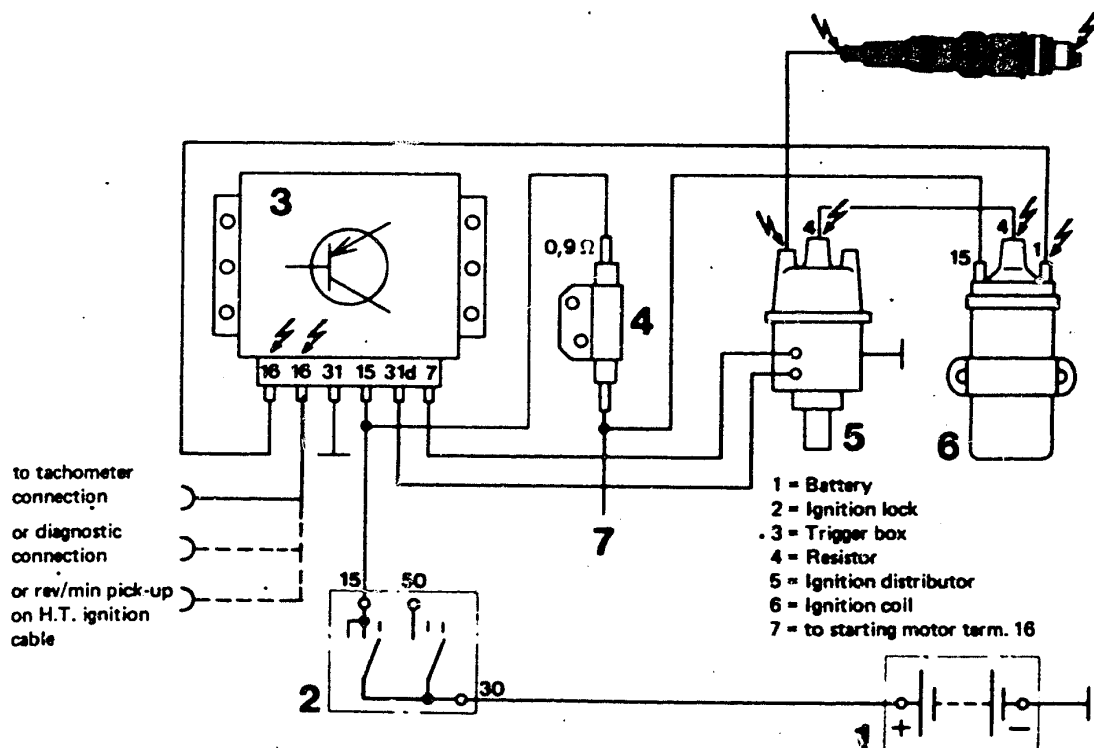 3
0,9 Ω
4
4
4
1
15
16 16 31 15 31d 7
5
6
to tachometer
connection
or diagnostic
connection
or rev/min pick-up
on H.T. ignition
cable
7
1 = Battery
2 = Ignition lock
3 = Trigger box
4 = Resistor
5 = Ignition distributor
6 = Ignition coil
7 = to starting motor term. 16
15 50
2
30
1
+ −